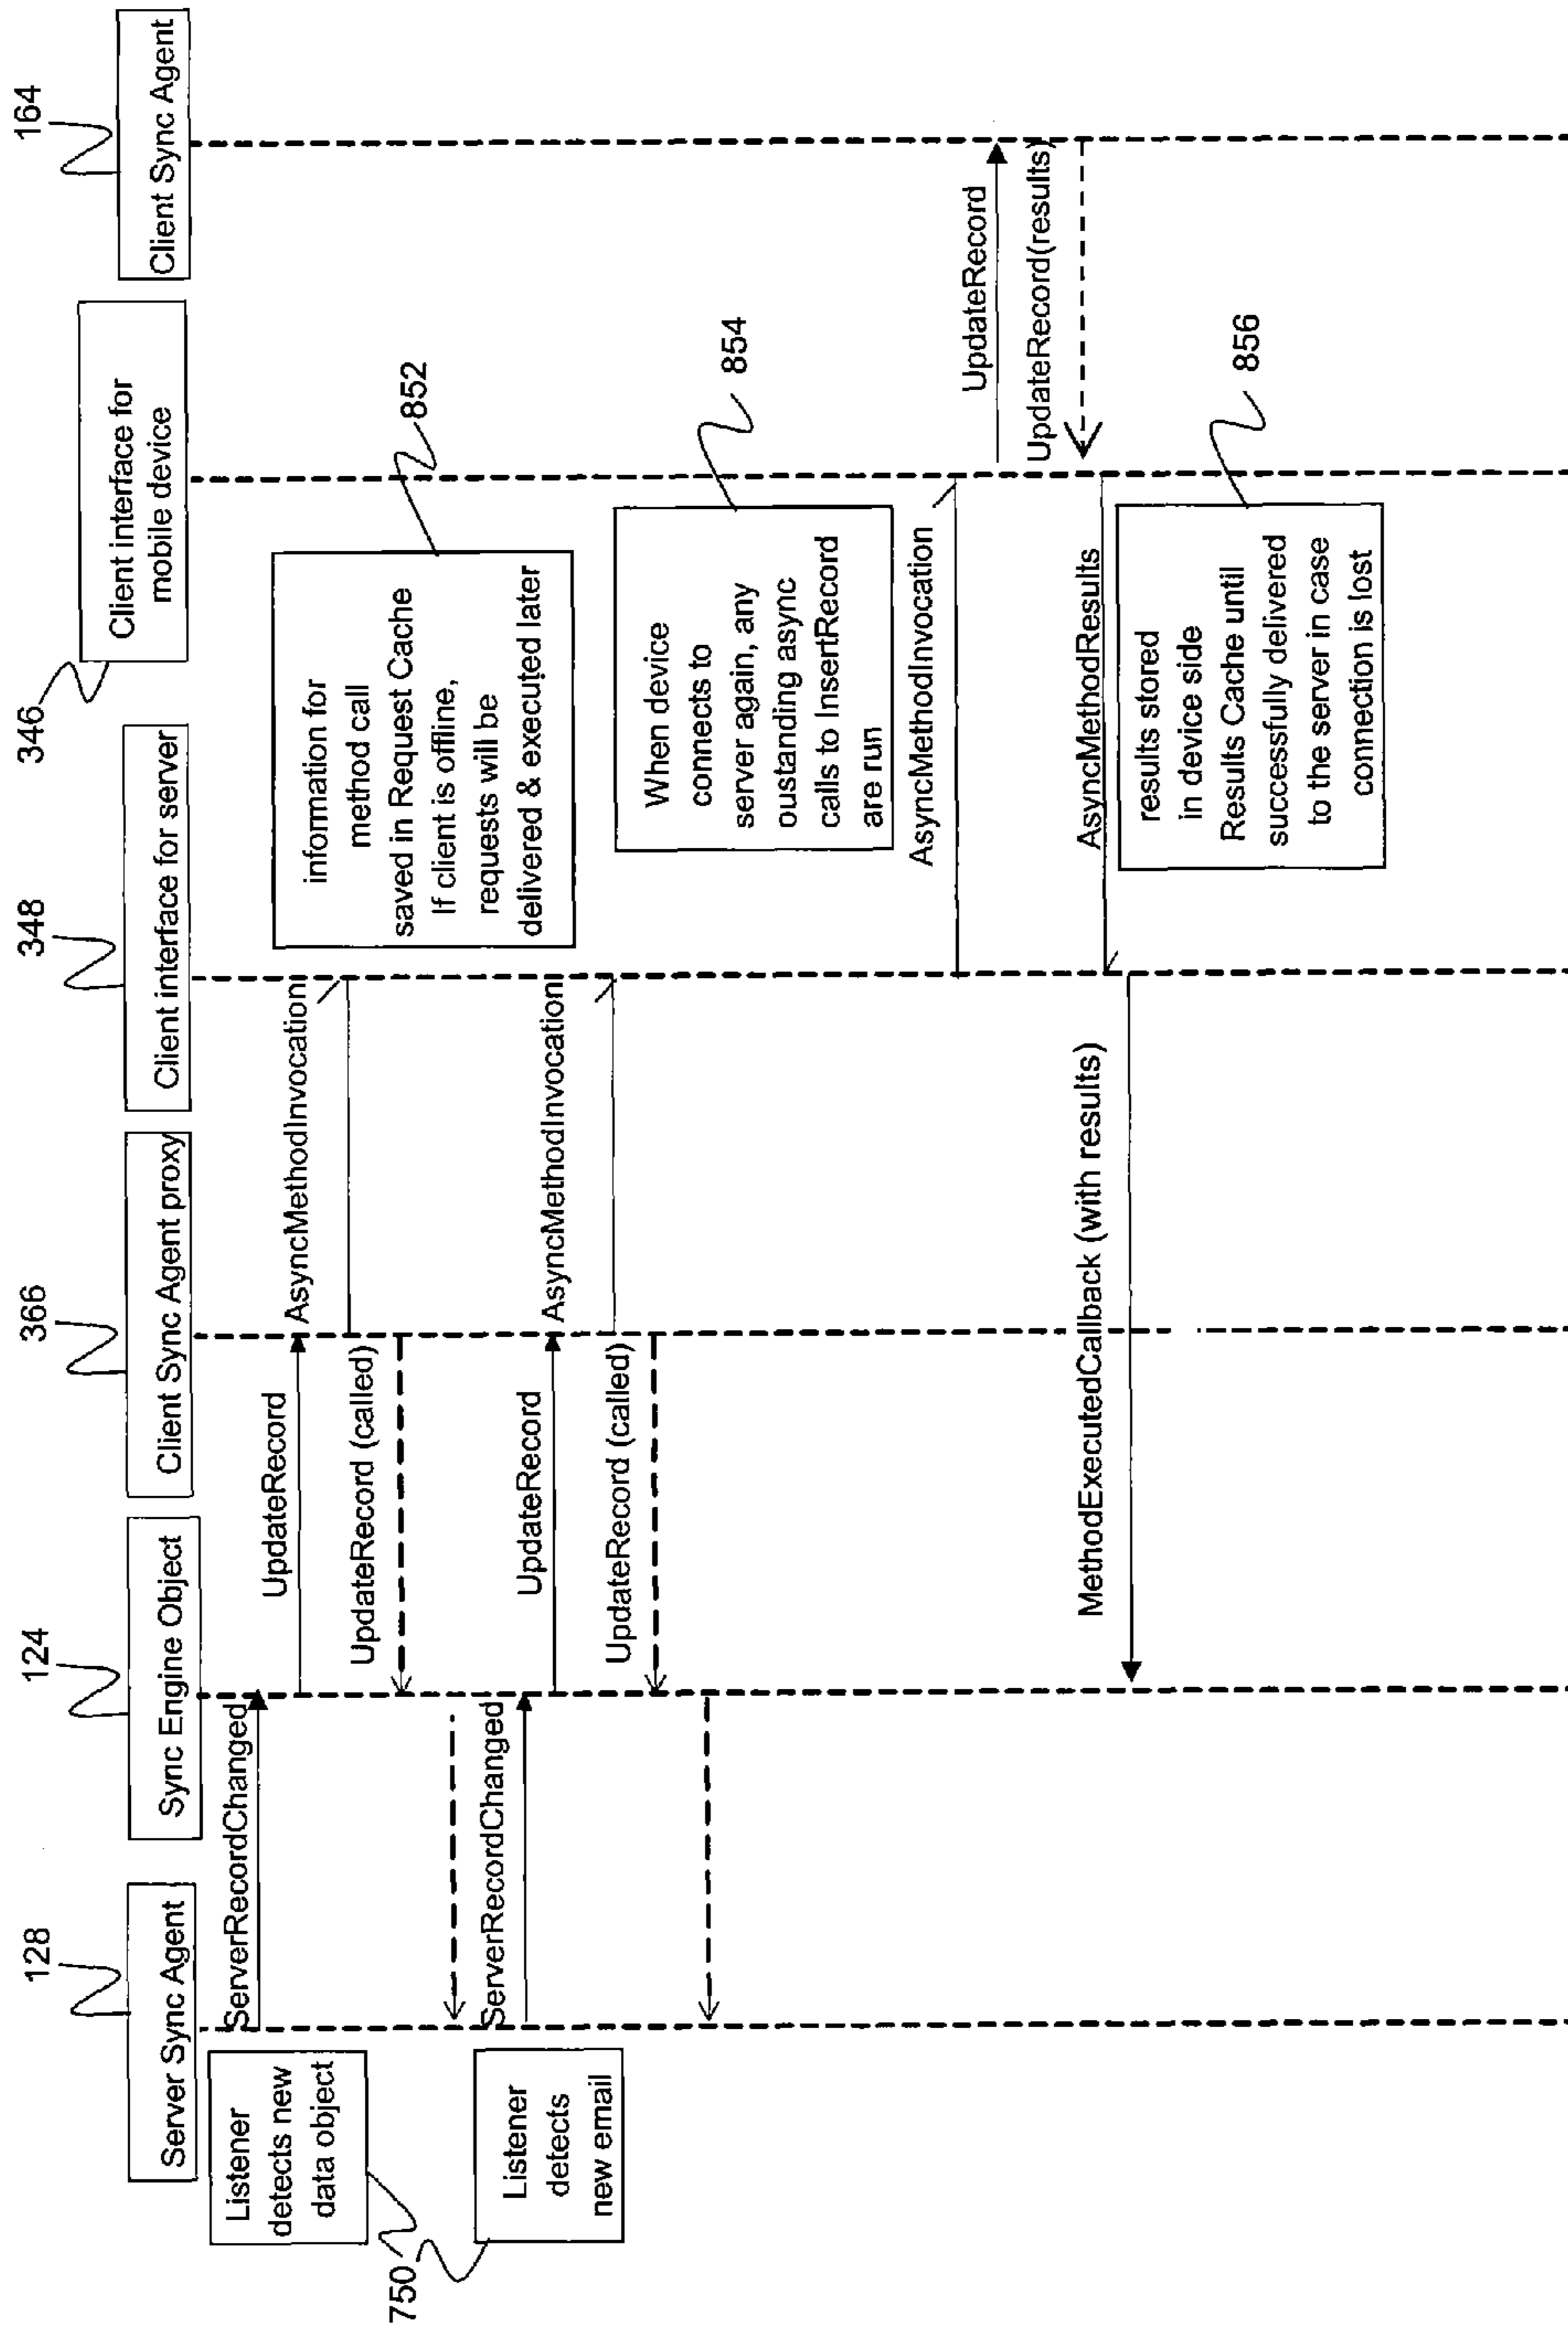 128
124
366
348
346
164
Server Sync Agent
Sync Engine Object
Client Sync Agent proxy
Client interface for server
Client interface for
mobile device
Client Sync Agent
750
Listener
detects new
data object
ServerRecordChanged
UpdateRecord
AsyncMethodInvocation
UpdateRecord (called)
information for
method call
saved in Request Cache
If client is offline,
requests will be
delivered & executed later
852
Listener
detects
new email
ServerRecordChanged
UpdateRecord
AsyncMethodInvocation
UpdateRecord (called)
When device
connects to
server again, any
oustanding async
calls to InsertRecord
are run
854
AsyncMethodInvocation
UpdateRecord
UpdateRecord(results)
AsyncMethodResults
MethodExecutedCallback (with results)
results stored
in device side
Results Cache until
successfully delivered
to the server in case
connection is lost
856